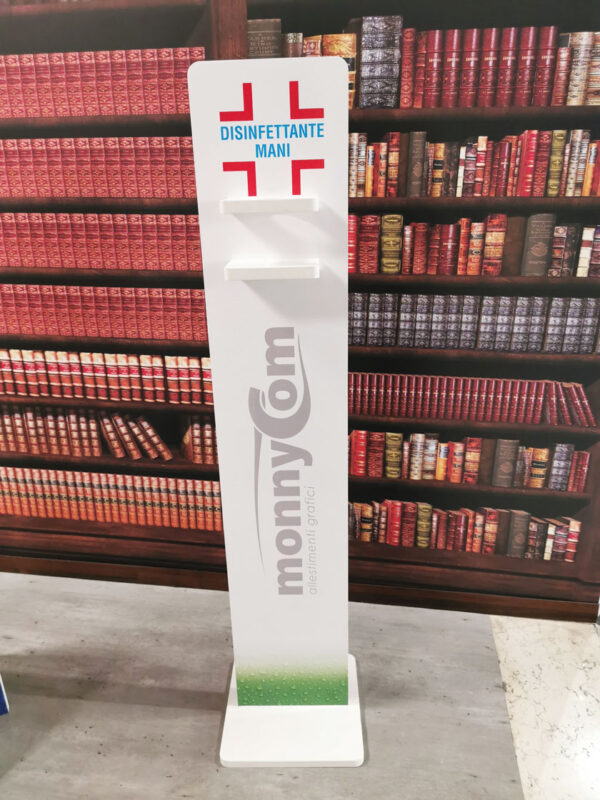 DISINFETTANTE
MANI
monnyCom
allestimenti grafici